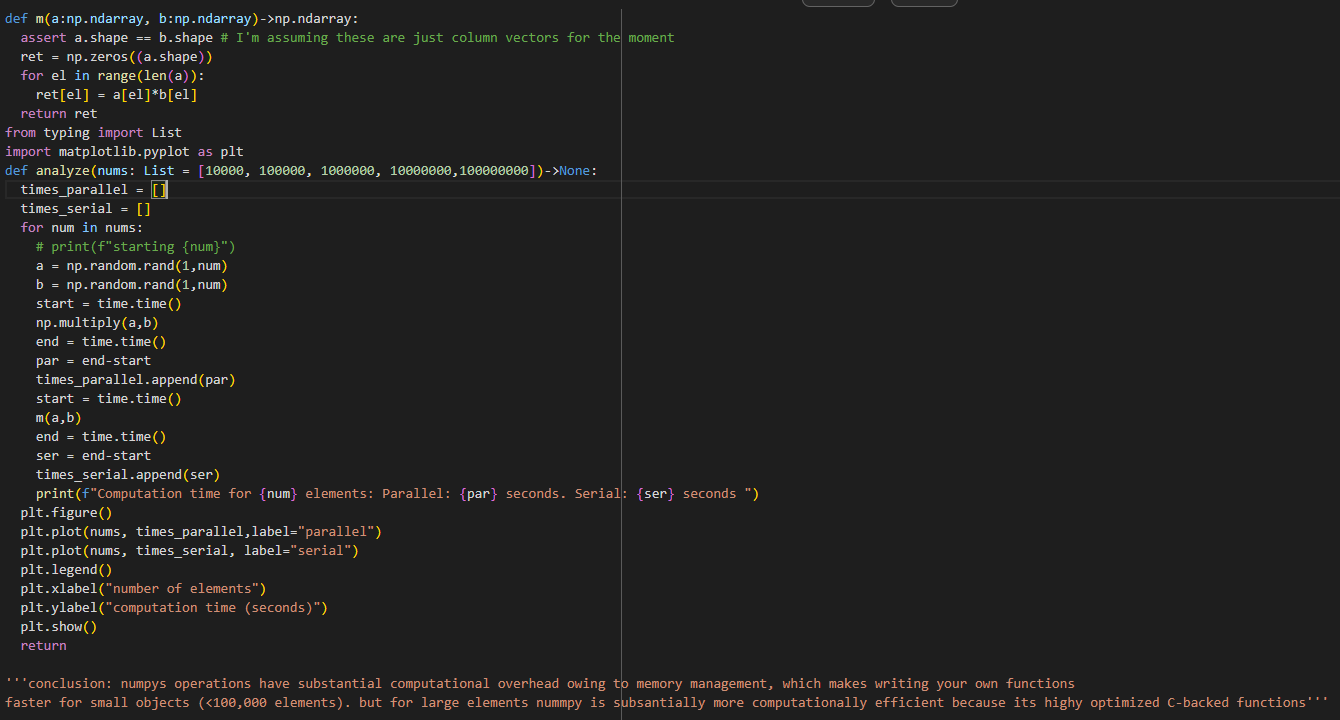 def m(a:np.ndarray, b:np.ndarray)->np.ndarray:
  assert a.shape == b.shape # I'm assuming these are just column vectors for the moment
  ret = np.zeros((a.shape))
  for el in range(len(a)):
    ret[el] = a[el]*b[el]
  return ret
from typing import List
import matplotlib.pyplot as plt
def analyze(nums: List = [10000, 100000, 1000000, 10000000,100000000])->None:
  times_parallel = []
  times_serial = []
  for num in nums:
    # print(f"starting {num}")
    a = np.random.rand(1,num)
    b = np.random.rand(1,num)
    start = time.time()
    np.multiply(a,b)
    end = time.time()
    par = end-start
    times_parallel.append(par)
    start = time.time()
    m(a,b)
    end = time.time()
    ser = end-start
    times_serial.append(ser)
    print(f"Computation time for {num} elements: Parallel: {par} seconds. Serial: {ser} seconds ")
  plt.figure()
  plt.plot(nums, times_parallel,label="parallel")
  plt.plot(nums, times_serial, label="serial")
  plt.legend()
  plt.xlabel("number of elements")
  plt.ylabel("computation time (seconds)")
  plt.show()
  return
'''conclusion: numpys operations have substantial computational overhead owing to memory management, which makes writing your own functions
faster for small objects (<100,000 elements). but for large elements nummpy is subsantially more computationally efficient because its highy optimized C-backed functions'''